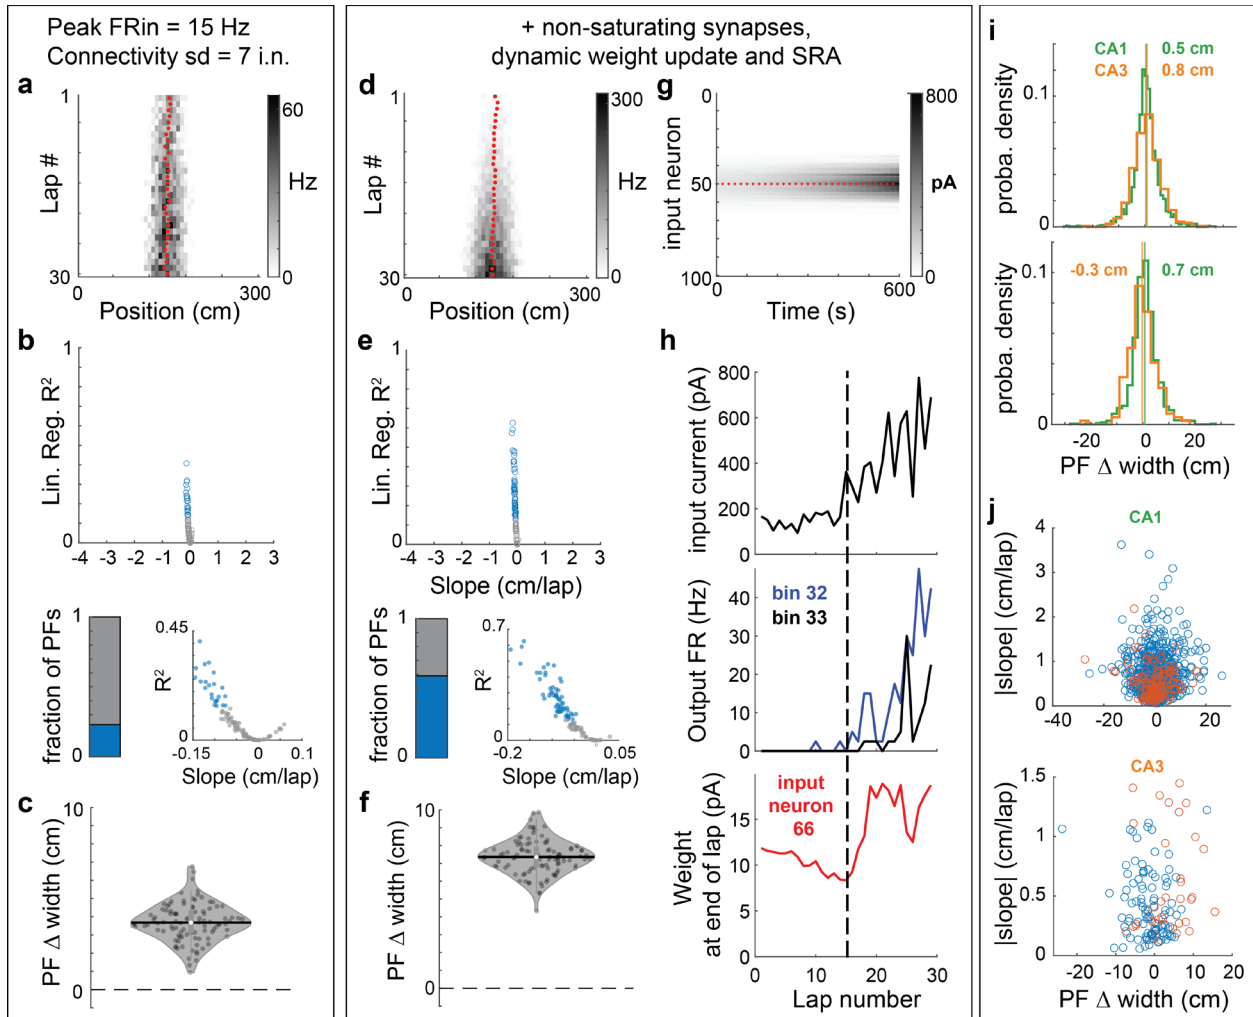 Peak FRin = 15 Hz
Connectivity sd = 7 i.n.
a
1
Lap #
30
0
Position (cm)
300
60
Hz
0
b
1
Lin. Reg. R²
0
-4 -3 -2 -1 0 1 2 3
1
fraction of PFs
0
0.45
R²
0
-0.15
0.1
Slope (cm/lap)
c
10
PF Δ width (cm)
0
+ non-saturating synapses,
dynamic weight update and SRA
d
1
Lap #
30
0
Position (cm)
300
300
Hz
0
e
1
Lin. Reg. R²
0
-4 -3 -2 -1 0 1 2 3
Slope (cm/lap)
1
fraction of PFs
0
0.7
R²
0
-0.2
0.05
Slope (cm/lap)
f
10
PF Δ width (cm)
0
g
0
input neuron
50
100
0
600
Time (s)
800
pA
0
h
800
600
400
200
0
input current (pA)
40
30
20
10
0
Output FR (Hz)
bin 32
bin 33
15
10
5
0
Weight
at end of lap (pA)
input
neuron
66
0 10 20 30
Lap number
i
CA1 0.5 cm
CA3 0.8 cm
0.1
0
proba. density
-0.3 cm 0.7 cm
0.1
0
proba. density
-20 0 20
PF Δ width (cm)
j
CA1
4
3
2
1
0
|slope| (cm/lap)
-20 0 20
CA3
1.5
1
0.5
0
|slope| (cm/lap)
-20 -10 0 10 20
PF Δ width (cm)